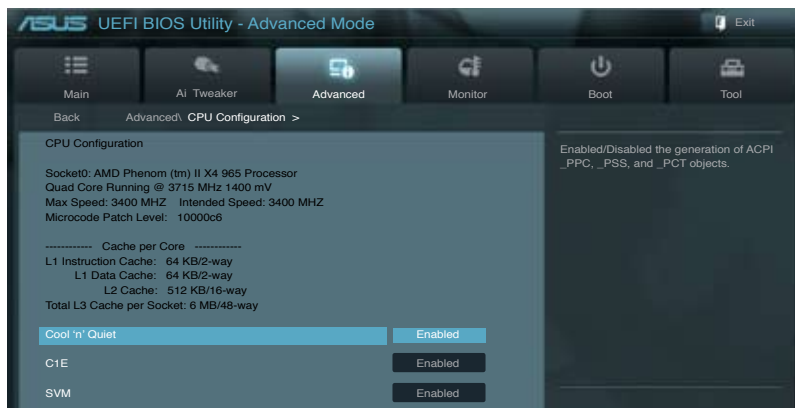 ASUS UEFI BIOS Utility - Advanced Mode
Exit
Main Ai Tweaker Advanced Monitor Boot Tool
Back Advanced\ CPU Configuration >
CPU Configuration
Socket0: AMD Phenom (tm) II X4 965 Processor
Quad Core Running @ 3715 MHz 1400 mV
Max Speed: 3400 MHZ Intended Speed: 3400 MHZ
Microcode Patch Level: 10000c6
------------ Cache per Core ------------
L1 Instruction Cache: 64 KB/2-way
L1 Data Cache: 64 KB/2-way
L2 Cache: 512 KB/16-way
Total L3 Cache per Socket: 6 MB/48-way
Cool ‘n’ Quiet Enabled
C1E Enabled
SVM Enabled
Enabled/Disabled the generation of ACPI
_PPC, _PSS, and _PCT objects.